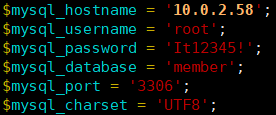 $mysql_hostname = '10.0.2.58';
$mysql_username = 'root';
$mysql_password = 'It12345!';
$mysql_database = 'member';
$mysql_port = '3306';
$mysql_charset = 'UTF8';